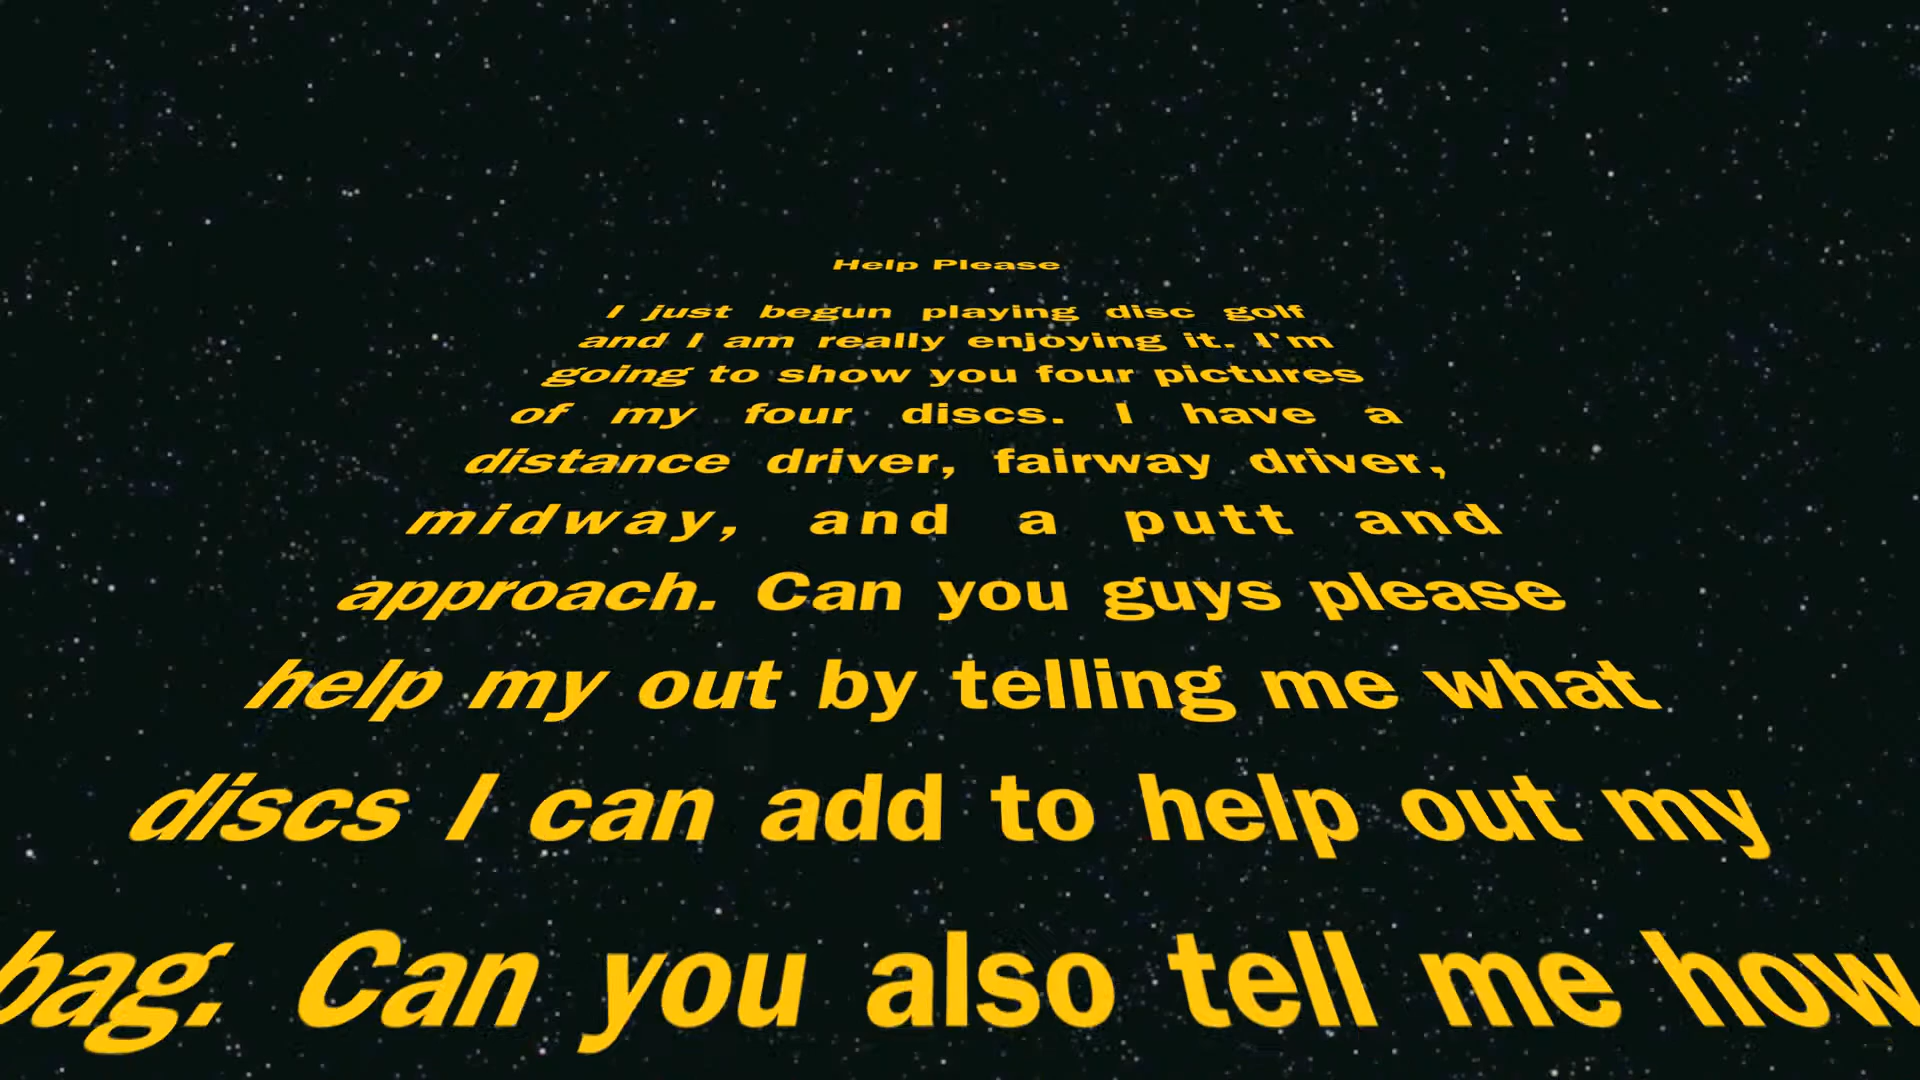 Help Please
I just begun playing disc golf
and I am really enjoying it. I'm
going to show you four pictures
of my four discs. I have a
distance driver, fairway driver,
midway, and a putt and
approach. Can you guys please
help my out by telling me what
discs I can add to help out my
bag. Can you also tell me how